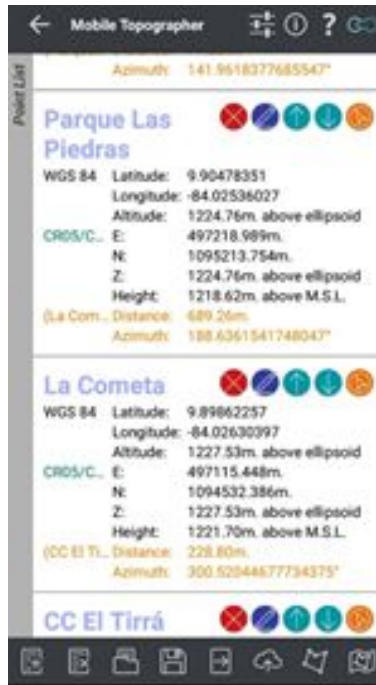 Mobile Topographer
?
Point List
Azimuth: 141.9618377685547°
Parque Las
Piedras
WGS 84 Latitude: 9.90478351
Longitude: -84.02536027
Altitude: 1224.76m. above ellipsoid
CR05/C... E: 497218.989m.
N: 1095213.754m.
Z: 1224.76m. above ellipsoid
Height: 1218.62m. above M.S.L.
(La Com... Distance: 689.26m.
Azimuth: 188.6361541748047°
La Cometa
WGS 84 Latitude: 9.89862257
Longitude: -84.02630397
Altitude: 1227.53m. above ellipsoid
CR05/C... E: 497115.448m.
N: 1094532.386m.
Z: 1227.53m. above ellipsoid
Height: 1221.70m. above M.S.L.
(CC El Ti... Distance: 228.80m.
Azimuth: 300.52044677734375°
CC El Tirrá